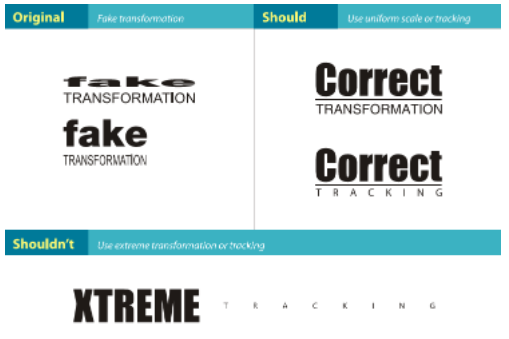 Original
Fake transformation
fake
TRANSFORMATION
fake
TRANSFORMATION
Should
Use uniform scale or tracking
Correct
TRANSFORMATION
Correct
TRACKING
Shouldn't
Use extreme transformation or tracking
XTREME TRACKING